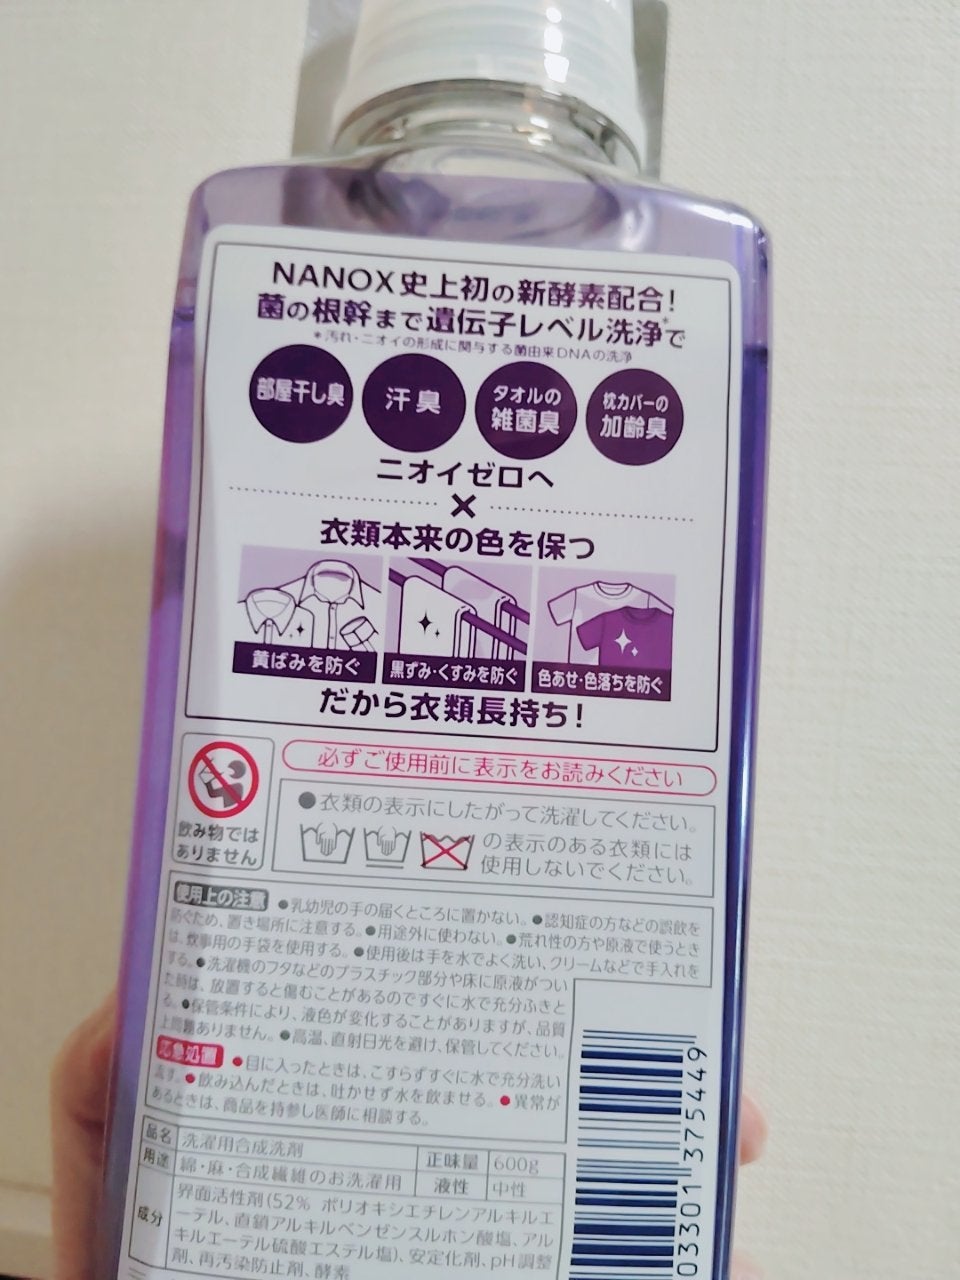 NANOX史上初の新酵素配合!
菌の根幹まで遺伝子レベル洗浄*で
*汚れ・ニオイの形成に関与する菌由来DNAの洗浄
部屋干し臭
汗臭
タオルの
雑菌臭
枕カバーの
加齢臭
ニオイゼロへ
×
衣類本来の色を保つ
黄ばみを防ぐ
黒ずみ・くすみを防ぐ
色あせ・色落ちを防ぐ
だから衣類長持ち!
飲み物では
ありません
必ずご使用前に表示をお読みください
●衣類の表示にしたがって洗濯してください。
の表示のある衣類には
使用しないでください。
使用上の注意 ●乳幼児の手の届くところに置かない。●認知症の方などの誤飲を
防ぐため、置き場所に注意する。●用途外に使わない。●荒れ性の方や原液で使うとき
は、炊事用の手袋を使用する。●使用後は手を水でよく洗い、クリームなどで手入れを
する。●洗濯機のフタなどのプラスチック部分や床に原液がつい
た時は、放置すると傷むことがあるのですぐに水で充分ふきと
る。●保管条件により、液色が変化することがありますが、品質
上問題ありません。●高温、直射日光を避け、保管してください。
応急処置 ●目に入ったときは、こすらずすぐに水で充分洗い
流す。●飲み込んだときは、吐かせず水を飲ませる。●異常が
あるときは、商品を持参し医師に相談する。
品名 洗濯用合成洗剤 正味量 600g
用途 綿・麻・合成繊維のお洗濯用 液性 中性
成分 界面活性剤(52% ポリオキシエチレンアルキルエ
ーテル、直鎖アルキルベンゼンスルホン酸塩、アル
キルエーテル硫酸エステル塩)、安定化剤、pH調整
剤、再汚染防止剤、酵素
03301 375449